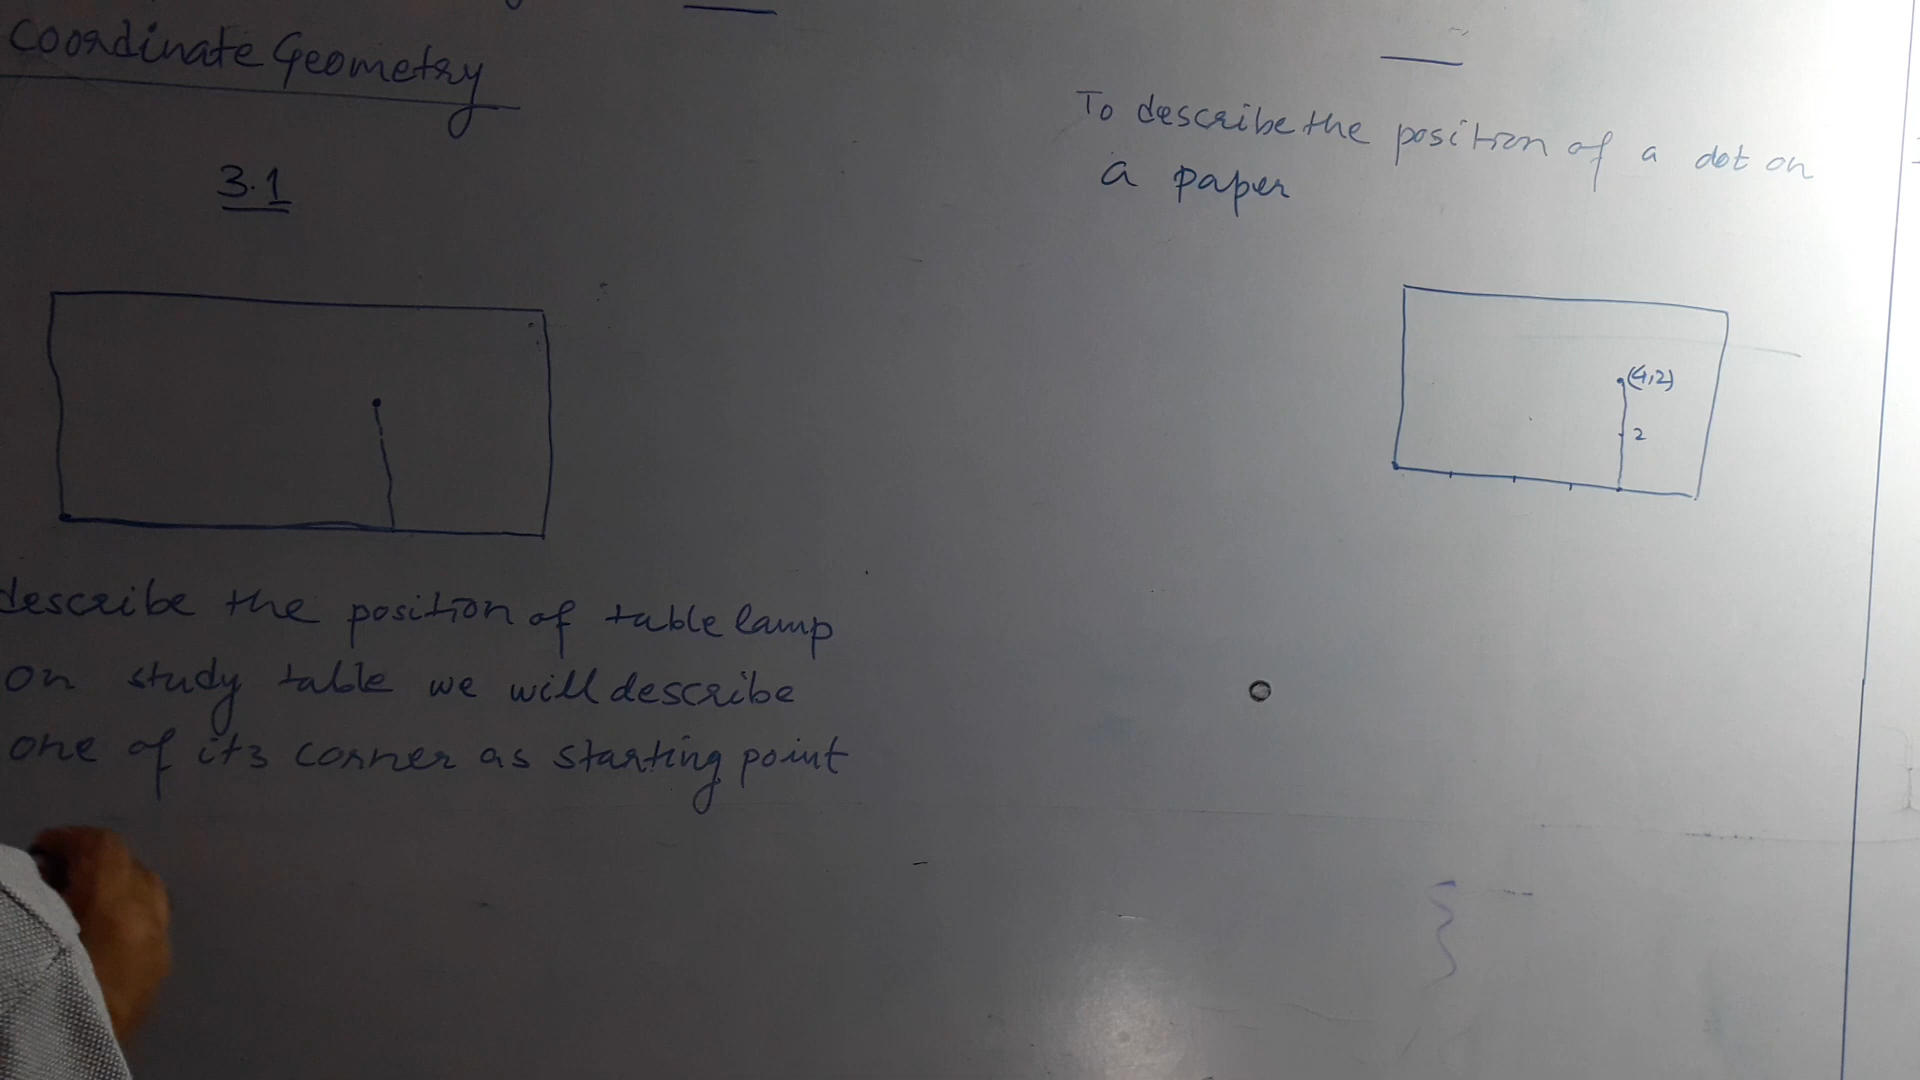 Coordinate Geometry
3.1
describe the position of table lamp
on study table we will describe
one of its corner as starting point
To describe the position of a dot on
a paper
(4,2)
2